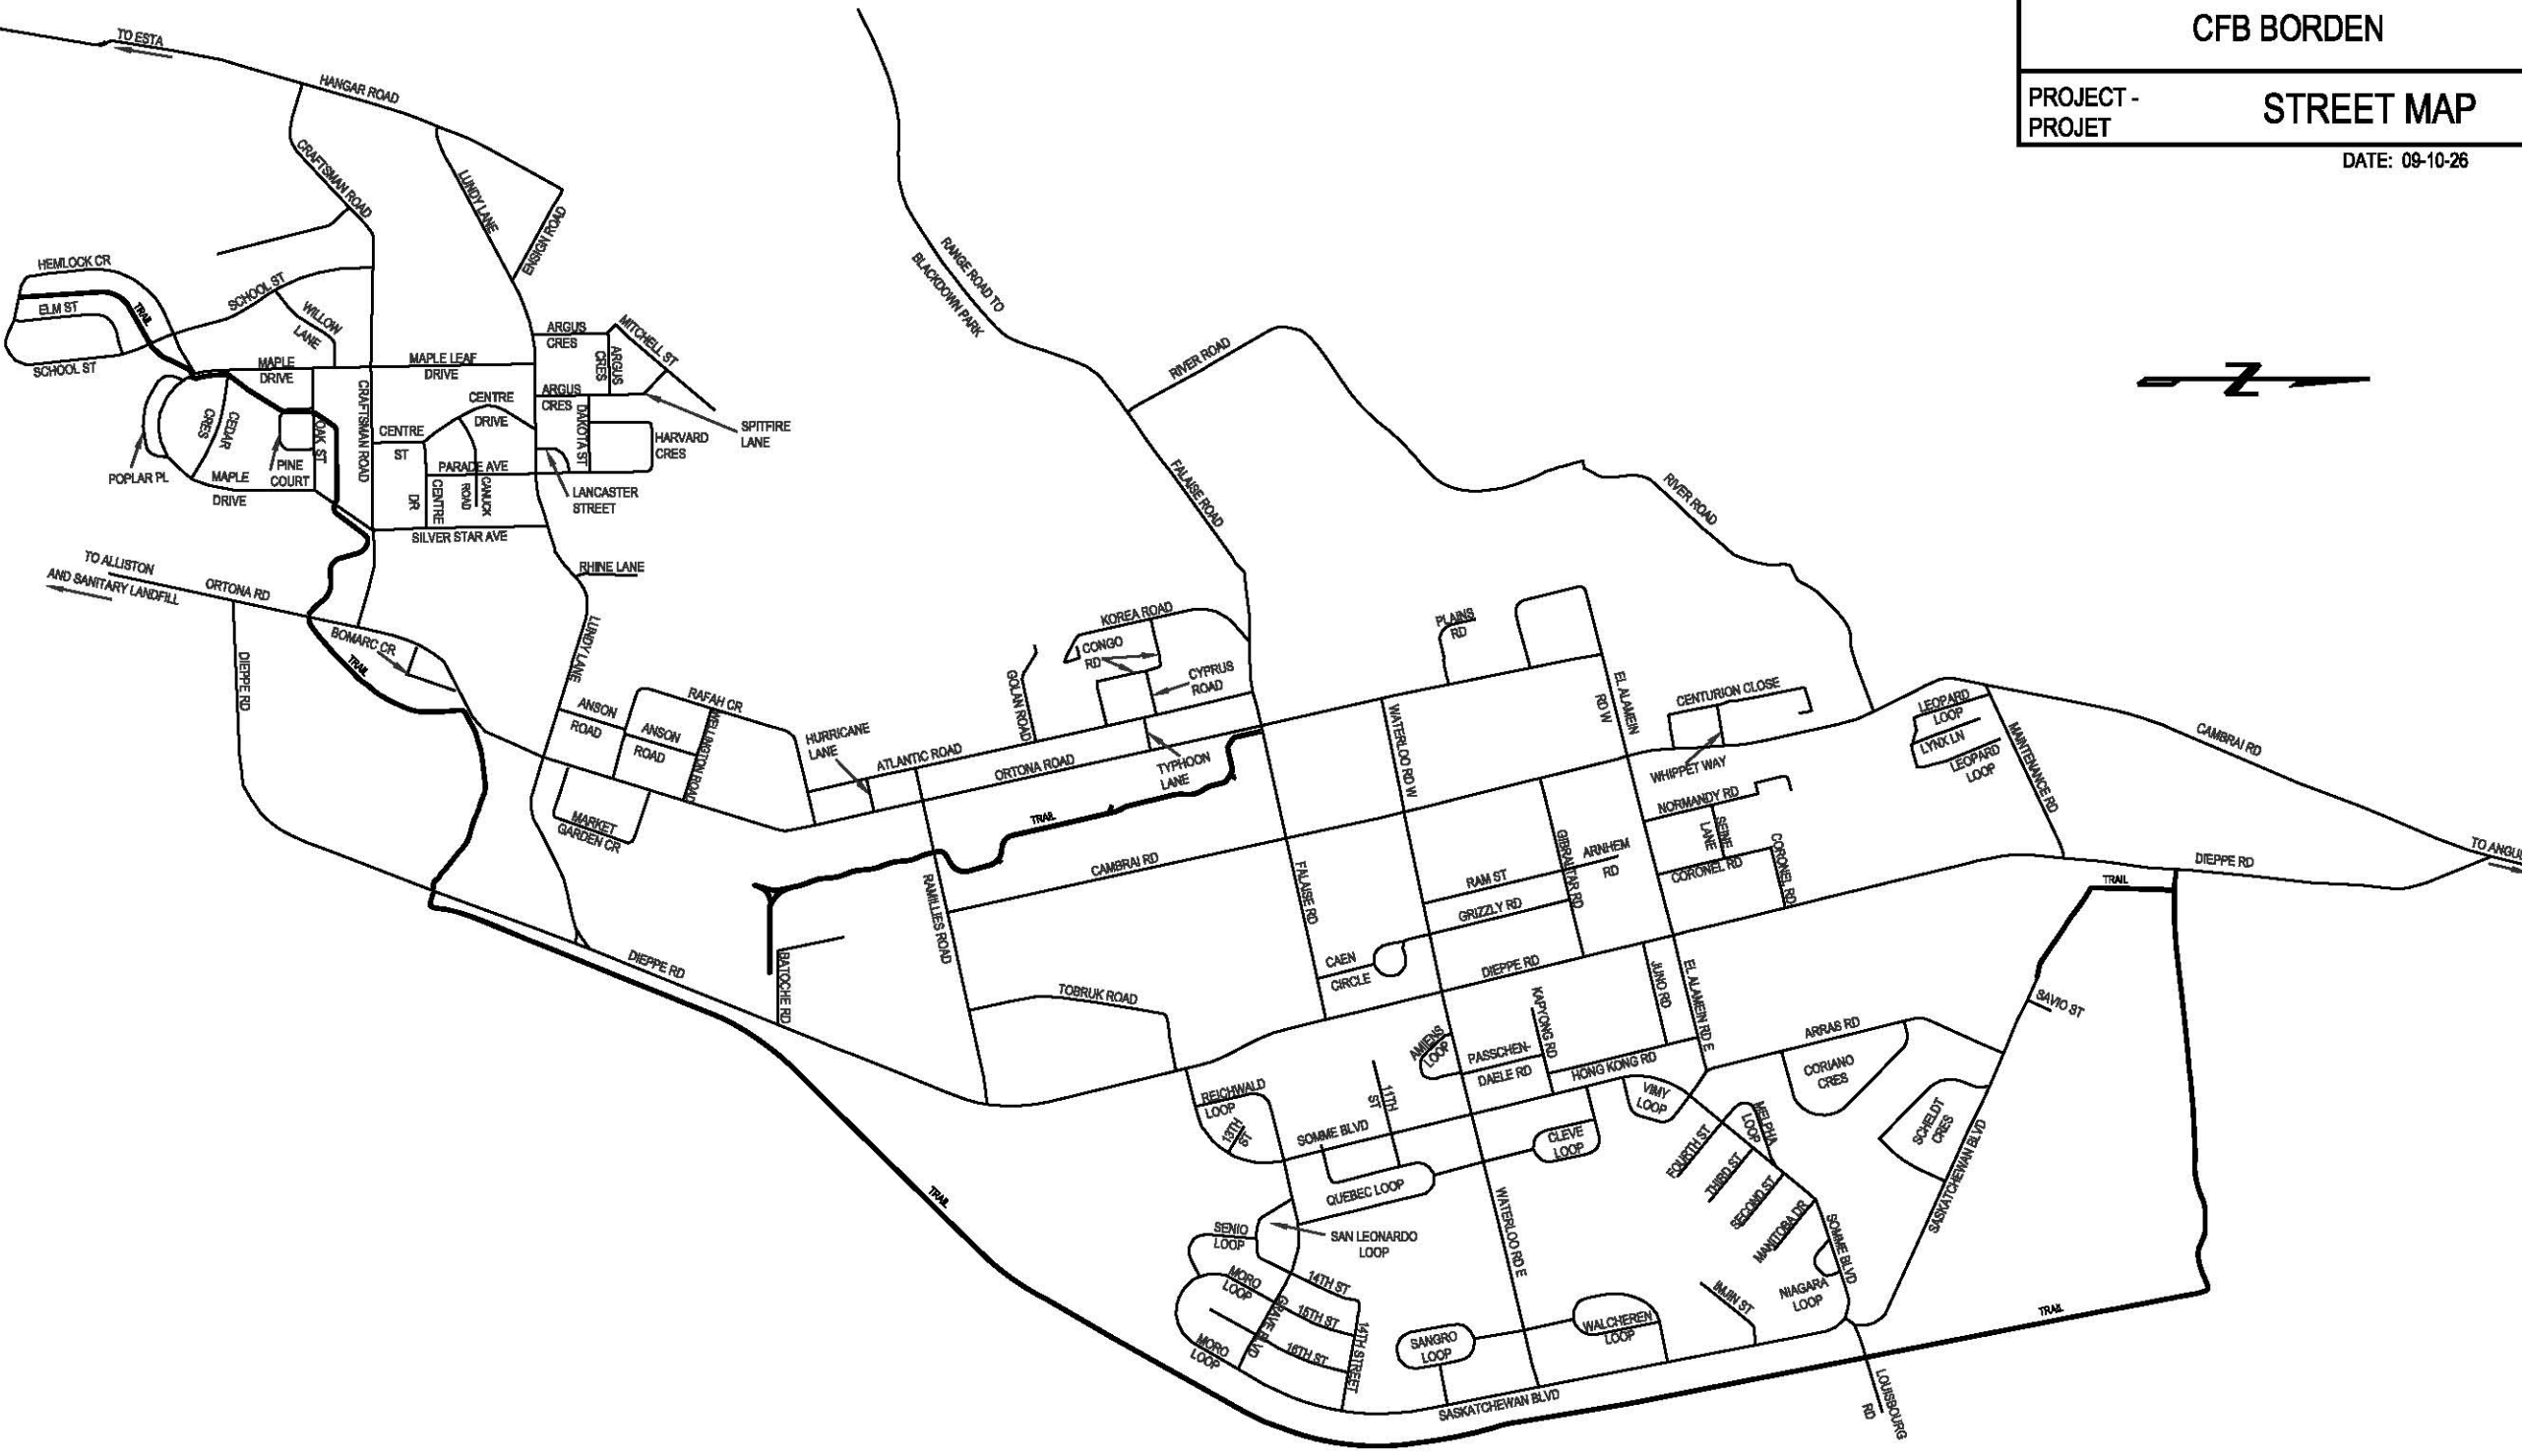 CFB BORDEN
PROJECT -
PROJET
STREET MAP
DATE: 09-10-26
TO ESTA
HANGAR ROAD
CRAFTSMAN ROAD
LUNDY LANE
ENSIGN ROAD
HEMLOCK CR
ELM ST
TRAIL
SCHOOL ST
SCHOOL ST
WILLOW
LANE
MAPLE
DRIVE
MAPLE LEAF
DRIVE
ARGUS
CRES
ARGUS
CRES
MITCHELL ST
ARGUS
CRES
SPITFIRE
LANE
CEDAR
CRES
POPLAR PL
PINE
COURT
OAK ST
MAPLE
DRIVE
CRAFTSMAN ROAD
CENTRE
ST
CENTRE
DRIVE
PARADE AVE
CENTRE
DR
CANUCK
ROAD
DAKOTA ST
HARVARD
CRES
LANCASTER
STREET
SILVER STAR AVE
RHINE LANE
TO ALLISTON
AND SANITARY LANDFILL
ORTONA RD
BOMARC CR
TRAIL
DIEPPE RD
LUNDY LANE
ANSON
ROAD
ANSON
ROAD
RAFAH CR
WELLINGTON ROAD
MARKET
GARDEN CR
HURRICANE
LANE
ATLANTIC ROAD
ORTONA ROAD
GOLAN ROAD
KOREA ROAD
CONGO
RD
CYPRUS
ROAD
TYPHOON
LANE
TRAIL
RANGE ROAD TO
BLACKDOWN PARK
RIVER ROAD
FALAISE ROAD
RIVER ROAD
PLAINS
RD
EL ALAMEIN
RD W
WATERLOO RD W
CENTURION CLOSE
WHIPPET WAY
LEOPARD
LOOP
LYNX LN
LEOPARD
LOOP
MAINTENANCE RD
CAMBRAI RD
TO ANGUS
DIEPPE RD
TRAIL
NORMANDY RD
SEINE
LANE
CORONEL RD
CORONEL RD
GIBRALTAR RD
ARNHEM
RD
RAM ST
GRIZZLY RD
CAMBRAI RD
FALAISE RD
RAMILLIES ROAD
CAEN
CIRCLE
DIEPPE RD
DIEPPE RD
BATOCHE RD
TOBRUK ROAD
JUNO RD
EL ALAMEIN RD E
KAPYONG RD
AMIENS
LOOP
PASSCHEN-
DAELE RD
HONG KONG RD
VIMY
LOOP
ARRAS RD
CORIANO
CRES
SAVIO ST
SCHELDT
CRES
SASKATCHEWAN BLVD
REICHWALD
LOOP
13TH
ST
11TH
ST
SOMME BLVD
CLEVE
LOOP
QUEBEC LOOP
MELPHA
LOOP
FOURTH ST
THIRD ST
SECOND ST
MANITOBA DR
SOMME BLVD
NIAGARA
LOOP
IMJIN ST
WATERLOO RD E
SENIO
LOOP
SAN LEONARDO
LOOP
MORO
LOOP
14TH ST
15TH ST
16TH ST
GRAVE BLVD
14TH STREET
MORO
LOOP
SANGRO
LOOP
WALCHEREN
LOOP
SASKATCHEWAN BLVD
LOUISBOURG
RD
TRAIL
TRAIL